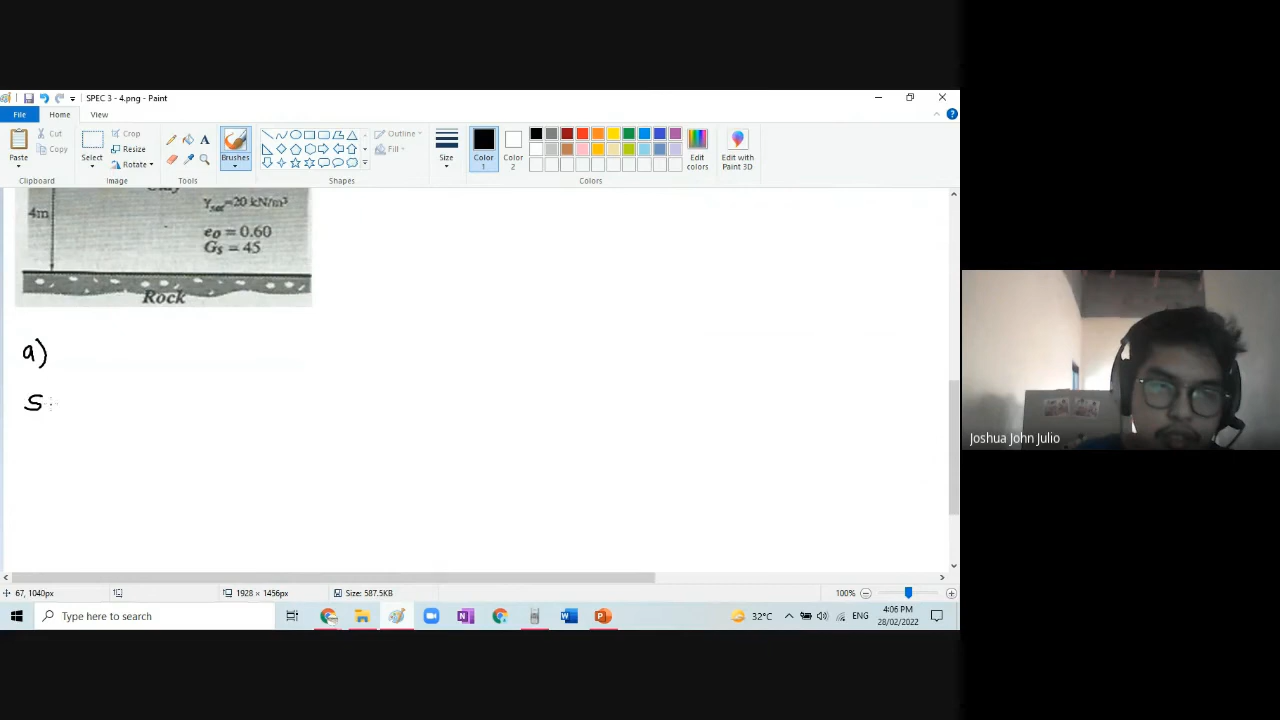 SPEC 3 - 4.png - Paint
File Home View
Paste
Cut
Copy
Clipboard
Select
Crop
Resize
Rotate
Image
Tools
Brushes
Shapes
Outline
Fill
Size
Color 1
Color 2
Edit colors
Edit with Paint 3D
Colors
4m
γsat=20 kN/m³
eo = 0.60
Gs = 45
Rock
a)
S
Joshua John Julio
67, 1040px
1928 × 1456px
Size: 587.5KB
100%
Type here to search
32°C
ENG
4:06 PM
28/02/2022